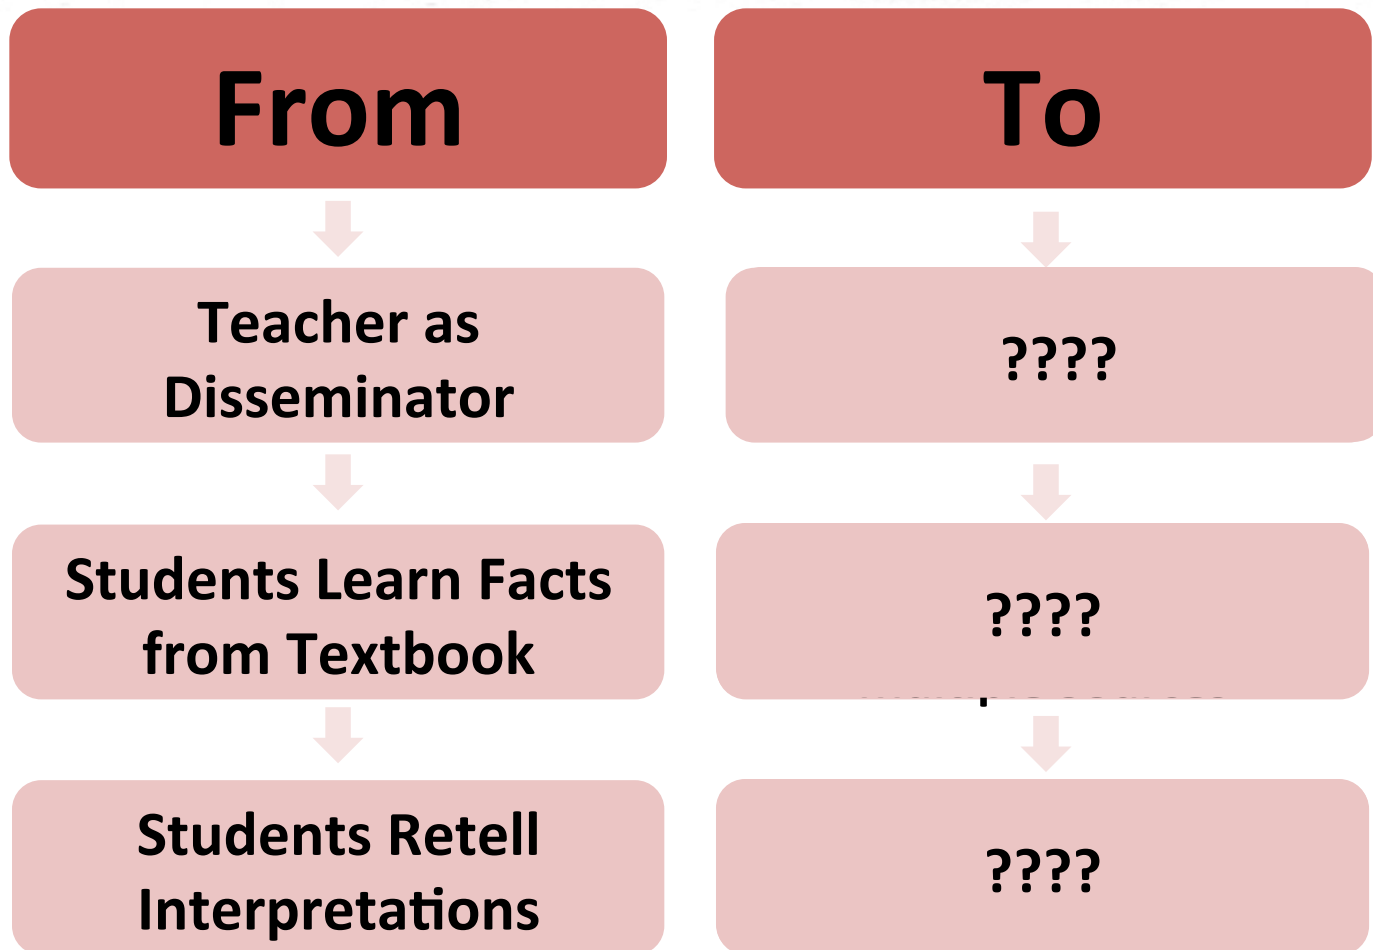 From
To
Teacher as
Disseminator
????
Students Learn Facts
from Textbook
????
Students Retell
Interpretations
????